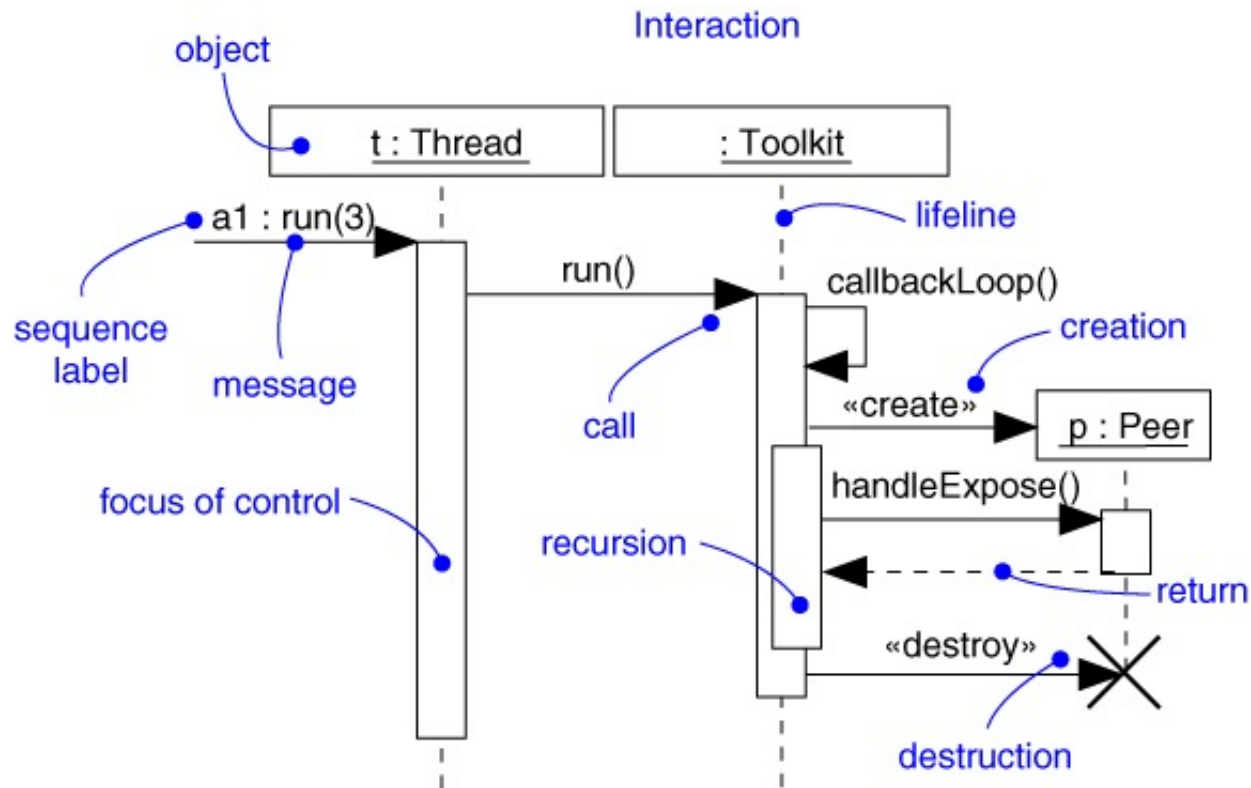 Interaction
object
t : Thread
: Toolkit
a1 : run(3)
lifeline
run()
callbackLoop()
sequence
label
message
creation
call
«create»
p : Peer
focus of control
handleExpose()
recursion
return
«destroy»
destruction